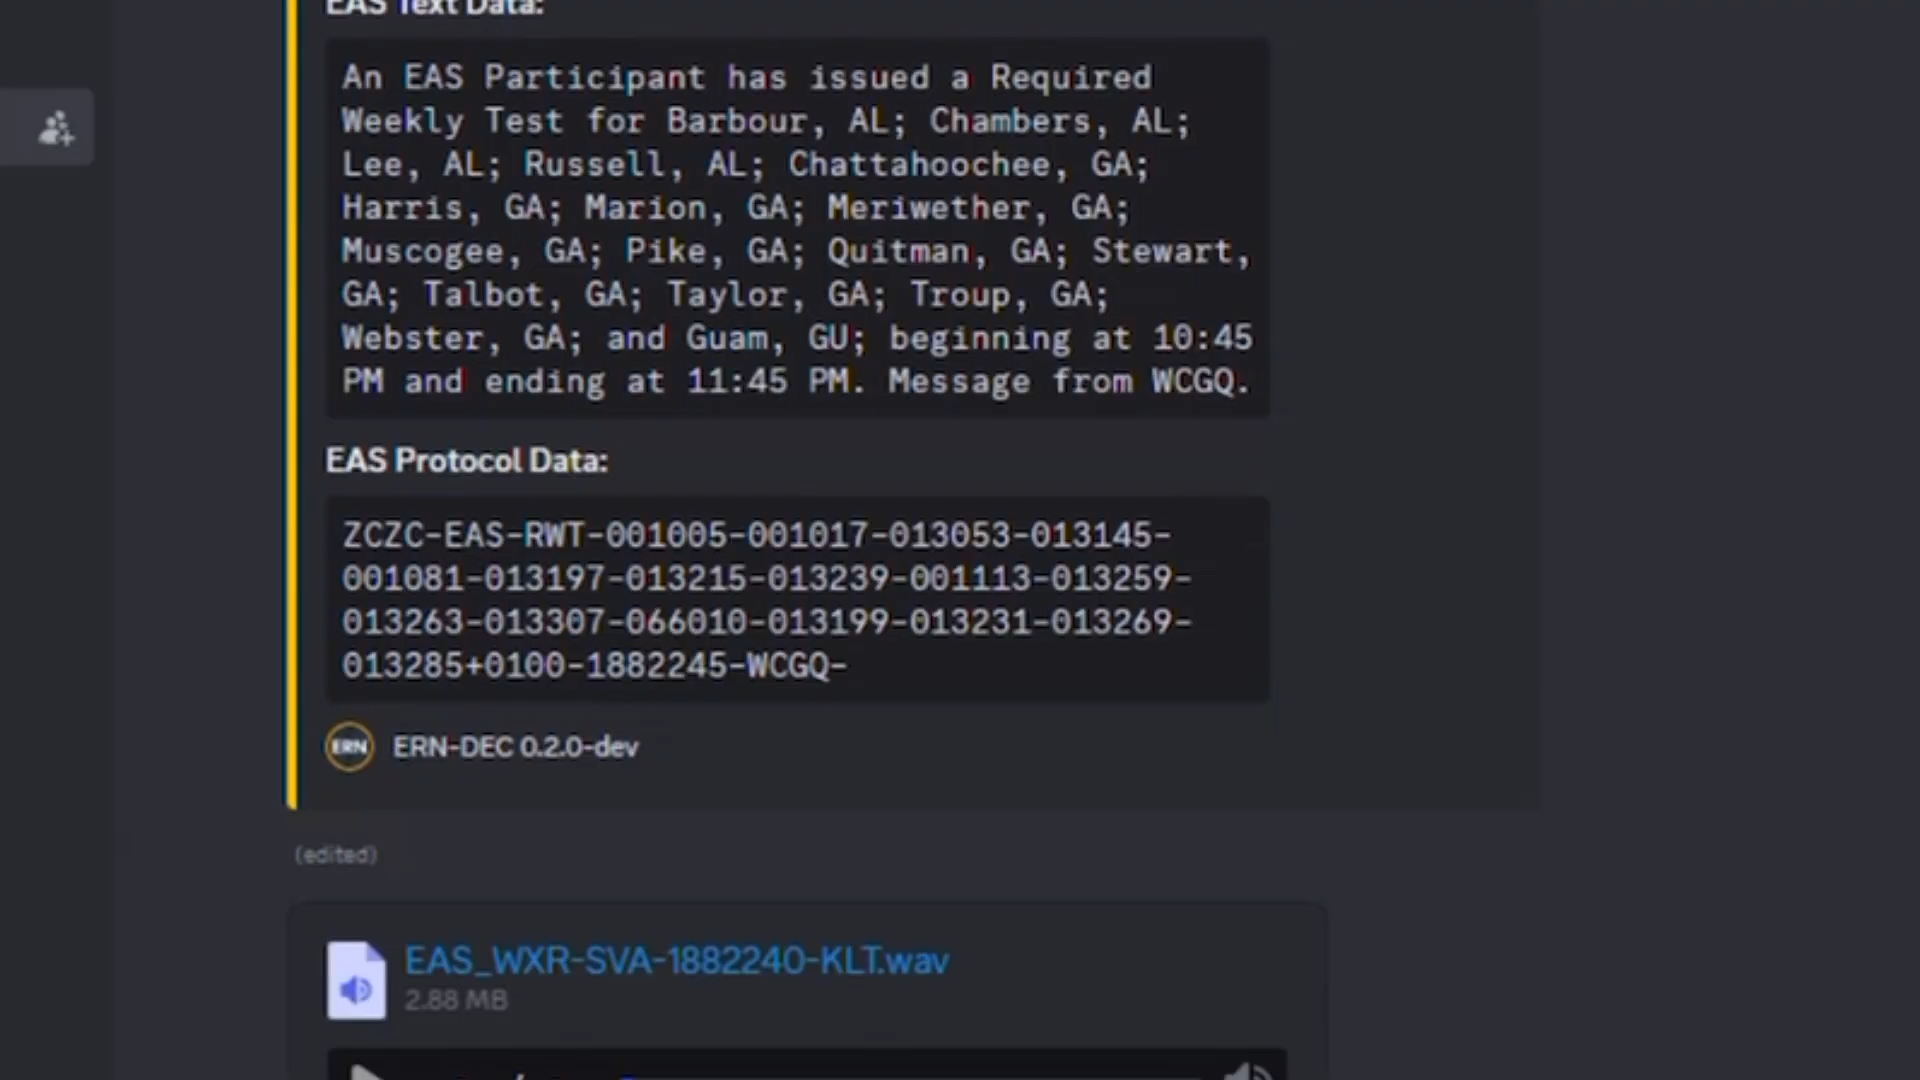 EAS Text Data:
An EAS Participant has issued a Required
Weekly Test for Barbour, AL; Chambers, AL;
Lee, AL; Russell, AL; Chattahoochee, GA;
Harris, GA; Marion, GA; Meriwether, GA;
Muscogee, GA; Pike, GA; Quitman, GA; Stewart,
GA; Talbot, GA; Taylor, GA; Troup, GA;
Webster, GA; and Guam, GU; beginning at 10:45
PM and ending at 11:45 PM. Message from WCGQ.
EAS Protocol Data:
ZCZC-EAS-RWT-001005-001017-013053-013145-
001081-013197-013215-013239-001113-013259-
013263-013307-066010-013199-013231-013269-
013285+0100-1882245-WCGQ-
ERN
ERN-DEC 0.2.0-dev
(edited)
EAS_WXR-SVA-1882240-KLT.wav
2.88 MB